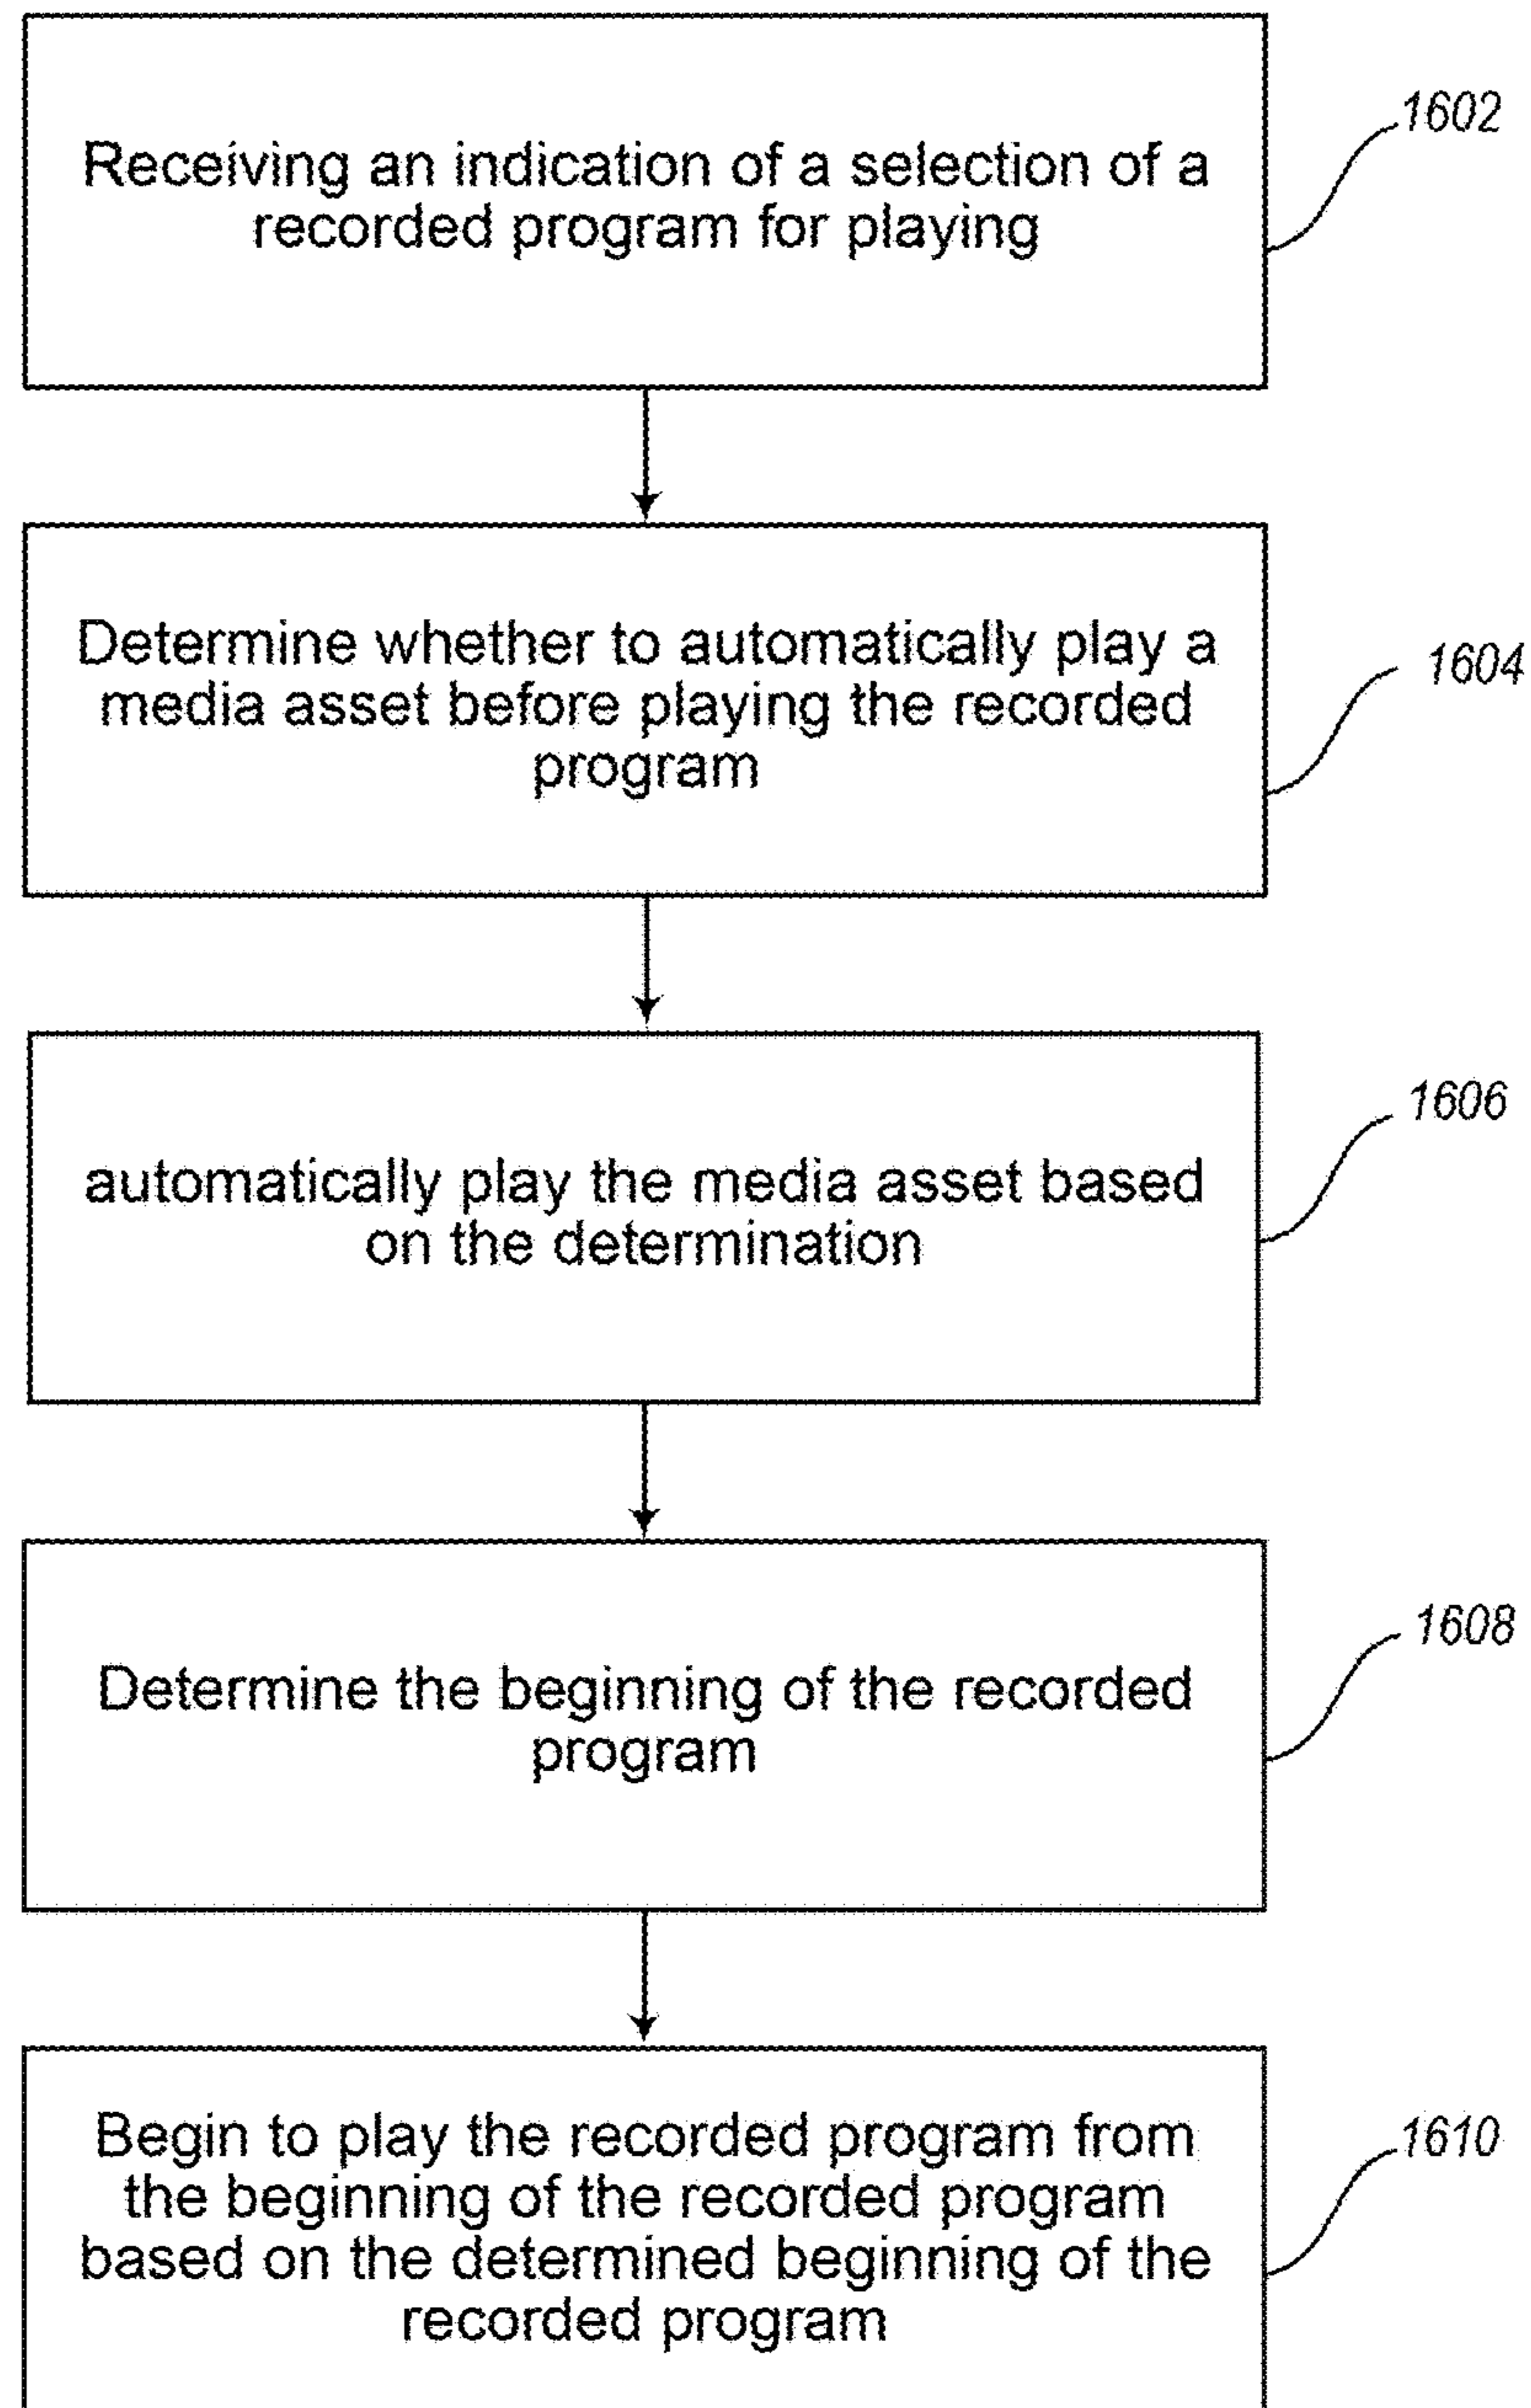 1602
Receiving an indication of a selection of a
recorded program for playing
1604
Determine whether to automatically play a
media asset before playing the recorded
program
1606
automatically play the media asset based
on the determination
1608
Determine the beginning of the recorded
program
1610
Begin to play the recorded program from
the beginning of the recorded program
based on the determined beginning of the
recorded program